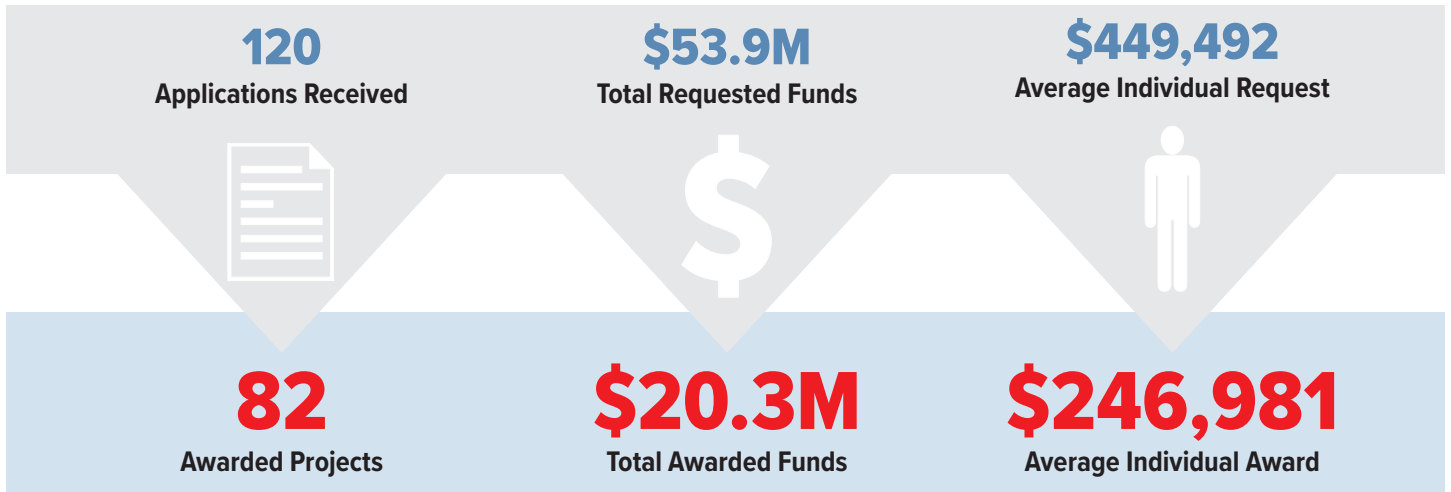 120
Applications Received
$53.9M
Total Requested Funds
$449,492
Average Individual Request
$
82
Awarded Projects
$20.3M
Total Awarded Funds
$246,981
Average Individual Award